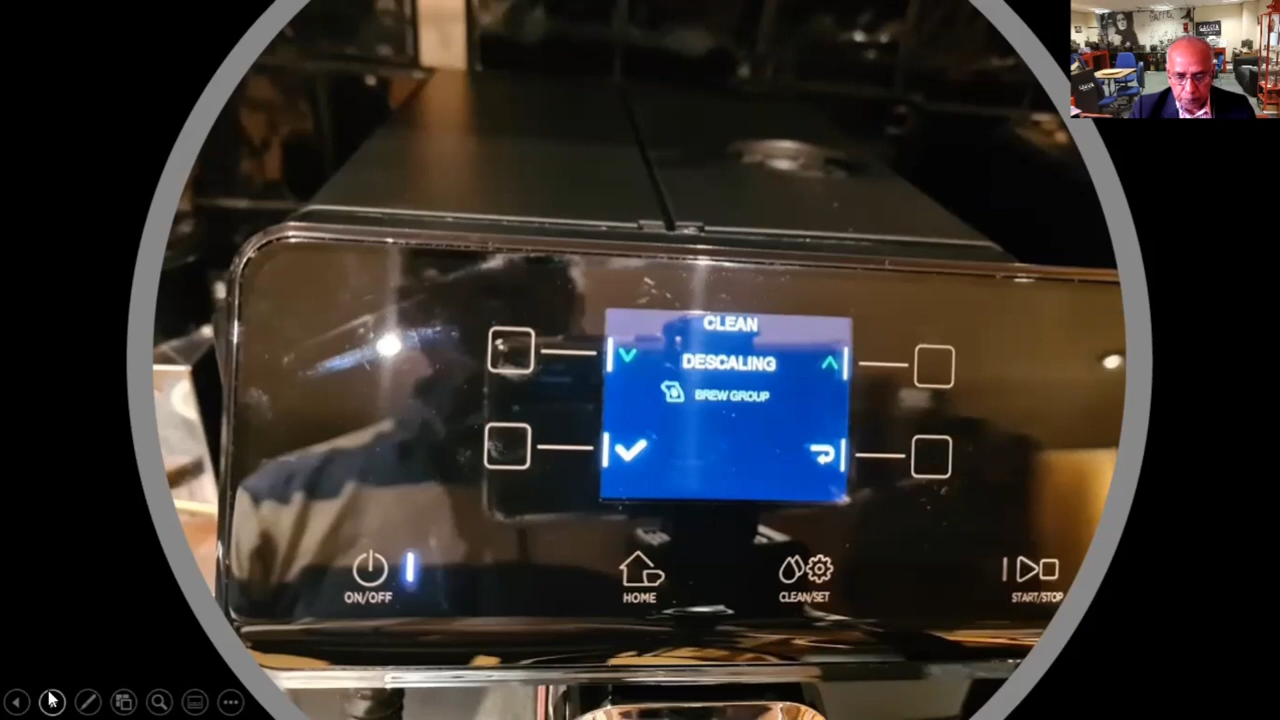 CLEAN
DESCALING
BREW GROUP
ON/OFF
HOME
CLEAN/SET
START/STOP